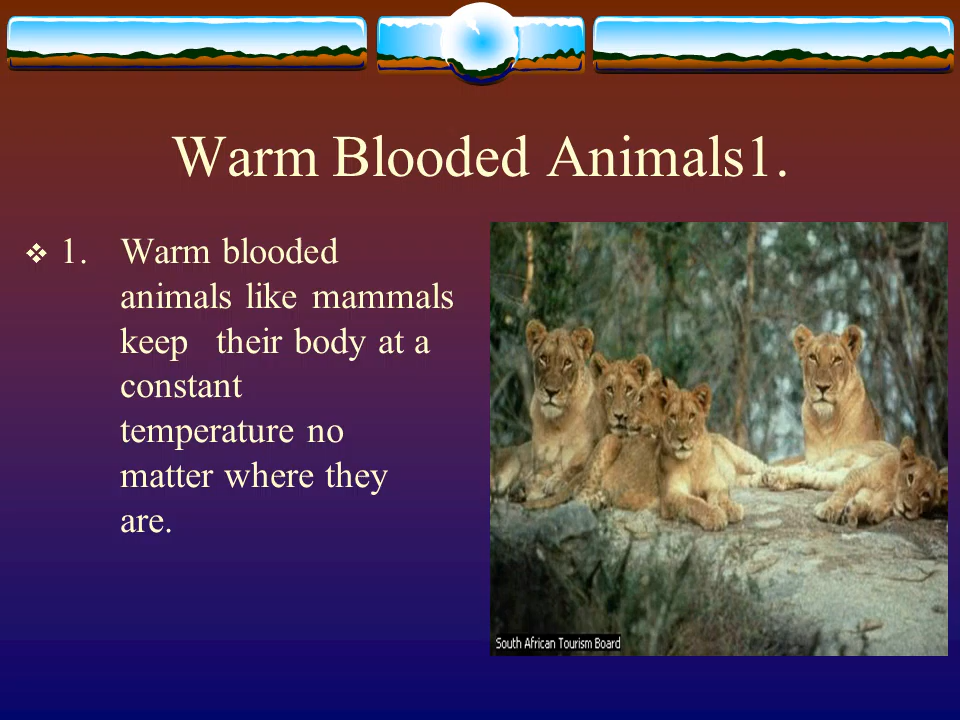 Warm Blooded Animals1.
❖ 1. Warm blooded
animals like mammals
keep their body at a
constant
temperature no
matter where they
are.
South African Tourism Board